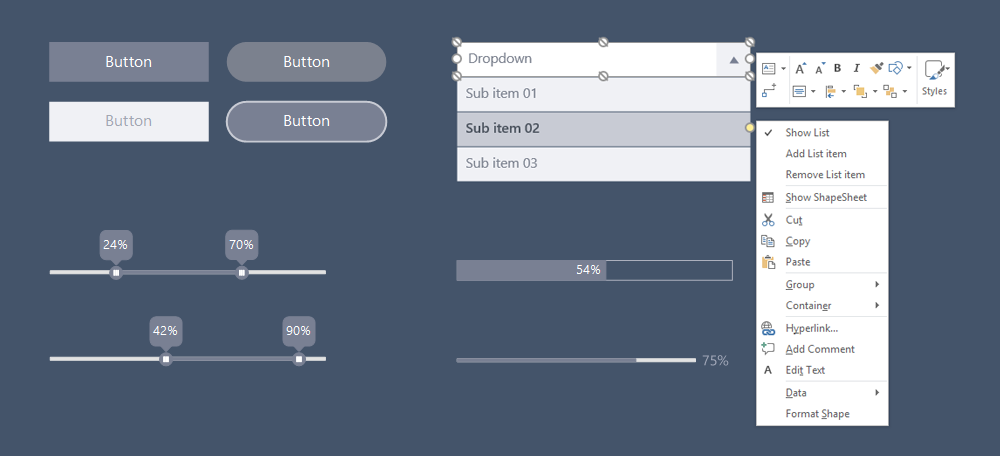 Button
Button
Button
Button
Dropdown
Sub item 01
Sub item 02
Sub item 03
24%
70%
42%
90%
54%
75%
A
A
B
I
Styles
Show List
Add List item
Remove List item
Show ShapeSheet
Cut
Copy
Paste
Group
Container
Hyperlink...
Add Comment
A Edit Text
Data
Format Shape